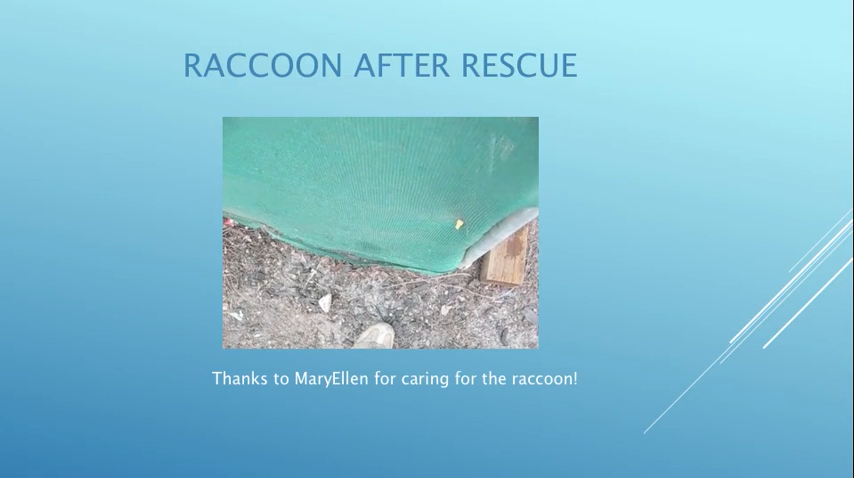 RACCOON AFTER RESCUE
Thanks to MaryEllen for caring for the raccoon!